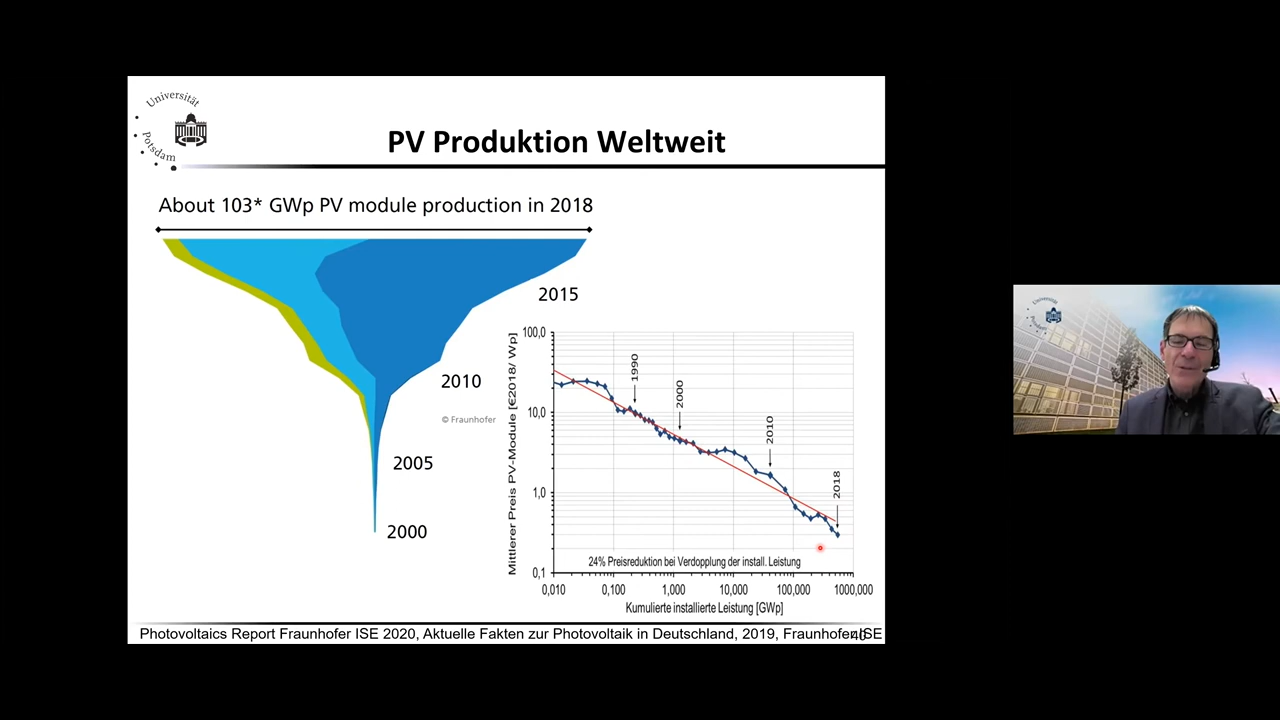 Universität
Potsdam
PV Produktion Weltweit
About 103* GWp PV module production in 2018
2015
2010
© Fraunhofer
2005
2000
Mittlerer Preis PV-Module [€2018/ Wp]
100,0
10,0
1,0
0,1
1990
2000
2010
2018
24% Preisreduktion bei Verdopplung der install. Leistung
0,010 0,100 1,000 10,000 100,000 1000,000
Kumulierte installierte Leistung [GWp]
Photovoltaics Report Fraunhofer ISE 2020, Aktuelle Fakten zur Photovoltaik in Deutschland, 2019, Fraunhofer ISE
40
Universität
Potsdam